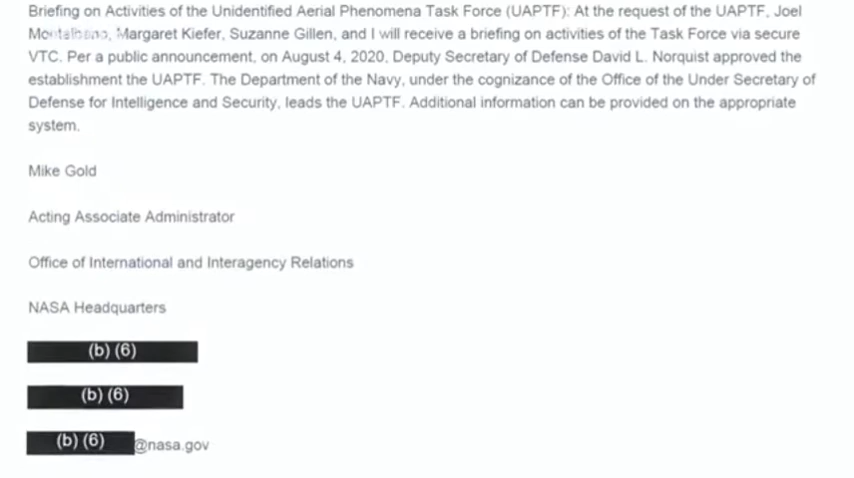 Briefing on Activities of the Unidentified Aerial Phenomena Task Force (UAPTF): At the request of the UAPTF, Joel
Montalbano, Margaret Kiefer, Suzanne Gillen, and I will receive a briefing on activities of the Task Force via secure
VTC. Per a public announcement, on August 4, 2020, Deputy Secretary of Defense David L. Norquist approved the
establishment the UAPTF. The Department of the Navy, under the cognizance of the Office of the Under Secretary of
Defense for Intelligence and Security, leads the UAPTF. Additional information can be provided on the appropriate
system.
Mike Gold
Acting Associate Administrator
Office of International and Interagency Relations
NASA Headquarters
(b) (6)
(b) (6)
(b) (6) @nasa.gov